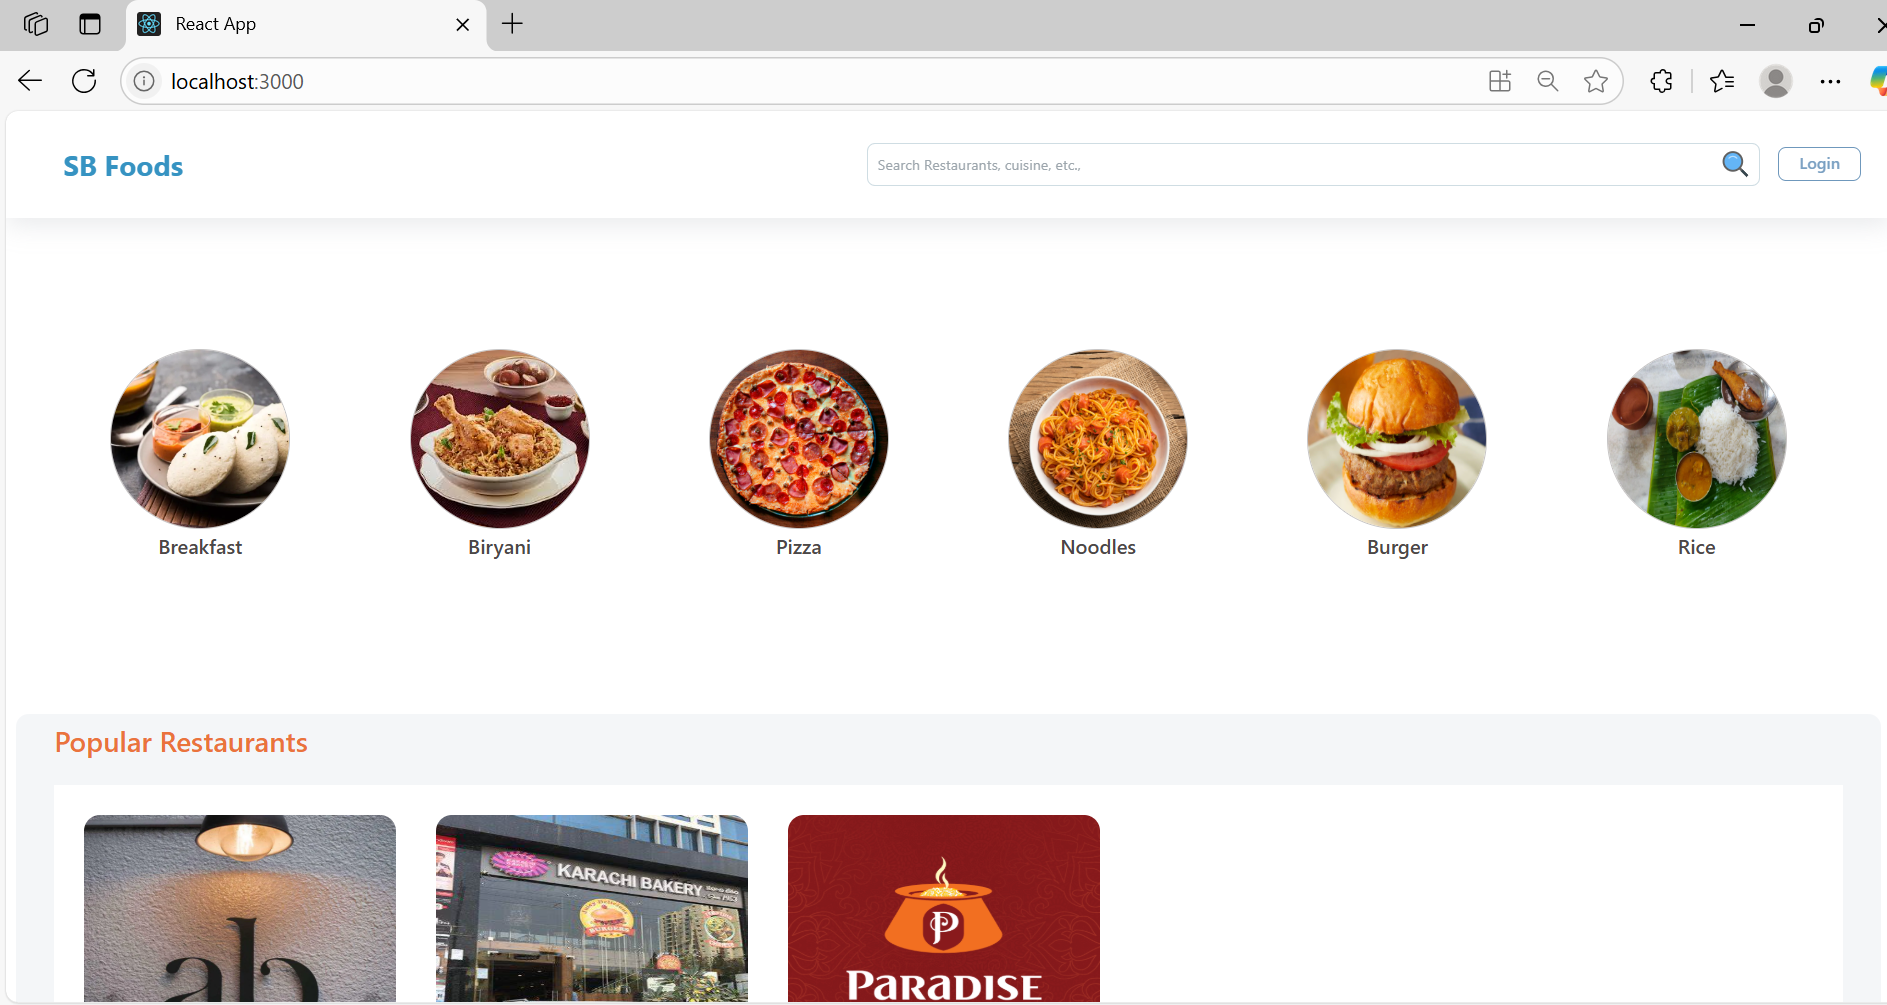 React App
localhost:3000
SB Foods
Search Restaurants, cuisine, etc.,
Login
Breakfast
Biryani
Pizza
Noodles
Burger
Rice
Popular Restaurants
ab
KARACHI BAKERY
BURGERS
P
PARADISE